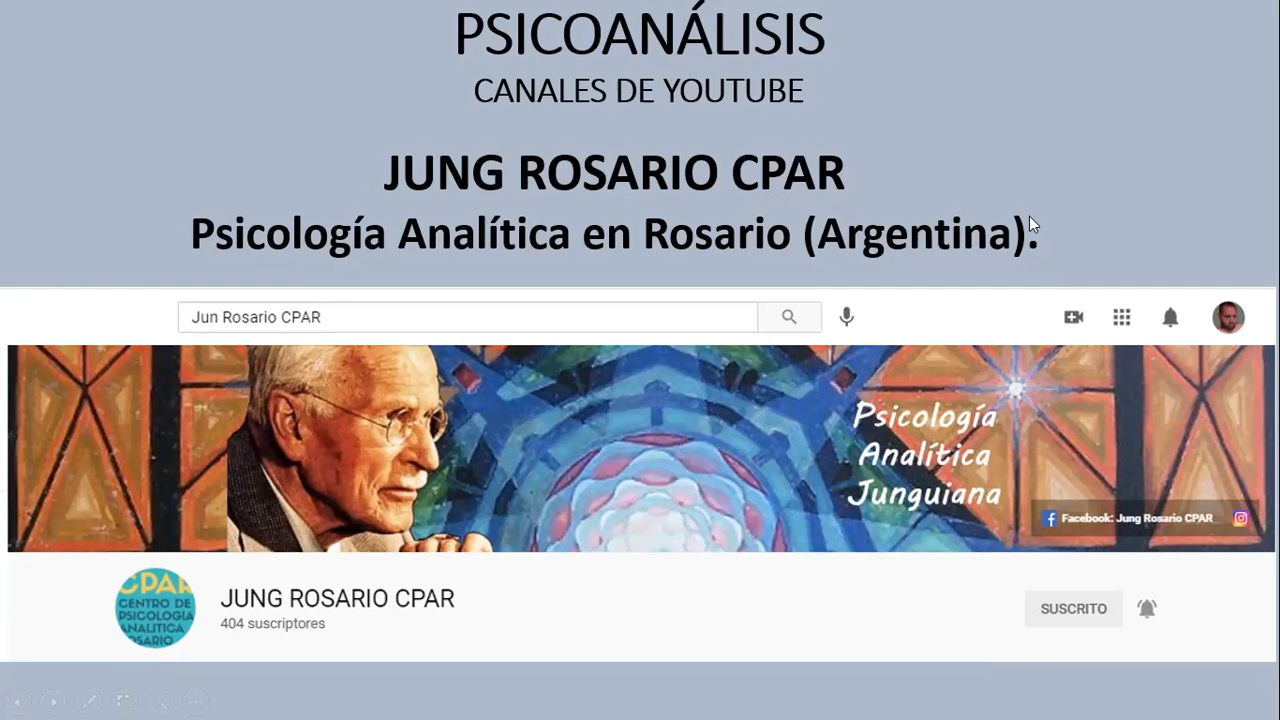 PSICOANÁLISIS
CANALES DE YOUTUBE
JUNG ROSARIO CPAR
Psicología Analítica en Rosario (Argentina).
Jun Rosario CPAR
Psicología
Analítica
Junguiana
Facebook: Jung Rosario CPAR
CPAR
CENTRO DE
PSICOLOGIA
ANALITICA
ROSARIO
JUNG ROSARIO CPAR
404 suscriptores
SUSCRITO